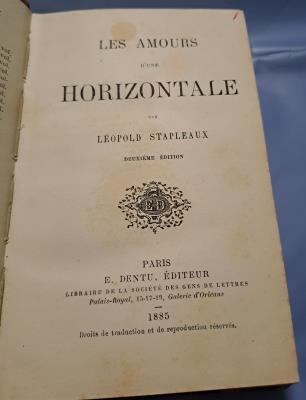 LES AMOURS
D'UNE
HORIZONTALE
PAR
LÉOPOLD STAPLEAUX
DEUXIÈME ÉDITION
ED
PARIS
E. DENTU, ÉDITEUR
LIBRAIRE DE LA SOCIÉTÉ DES GENS DE LETTRES
Palais-Royal, 15-17-19, Galerie d'Orléans
1885
Droits de traduction et de reproduction réservés.